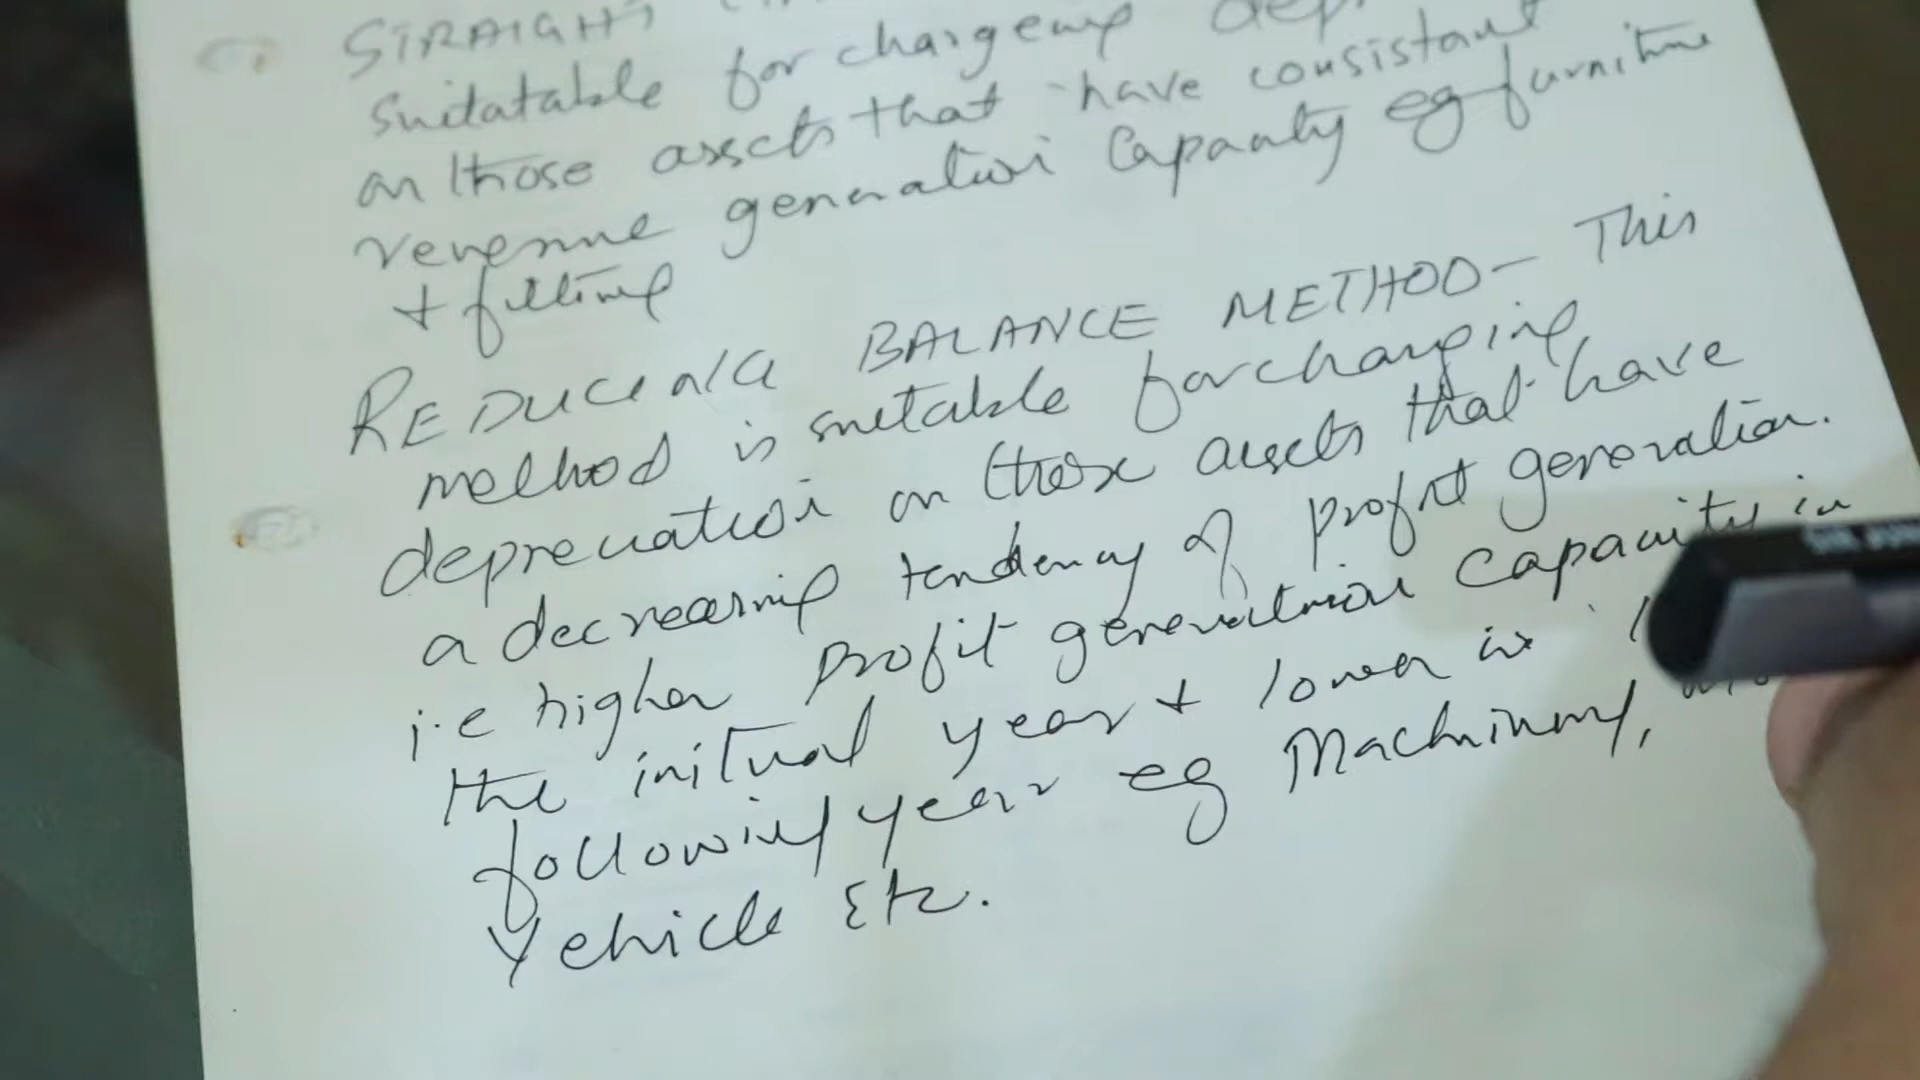 STRAIGHT
Suitatable for chargeing dep
on those assets that have consistant
revenue generation Capacity eg furniture
+ fitting
REDUCING BALANCE METHOD - This
method is suitable for charging
depreciation on those assets that have
a decreasing tendency of profit generation.
i.e higher profit generation capacity in
the initial year + lower in
following year eg Machinery,
Vehicle Etc.